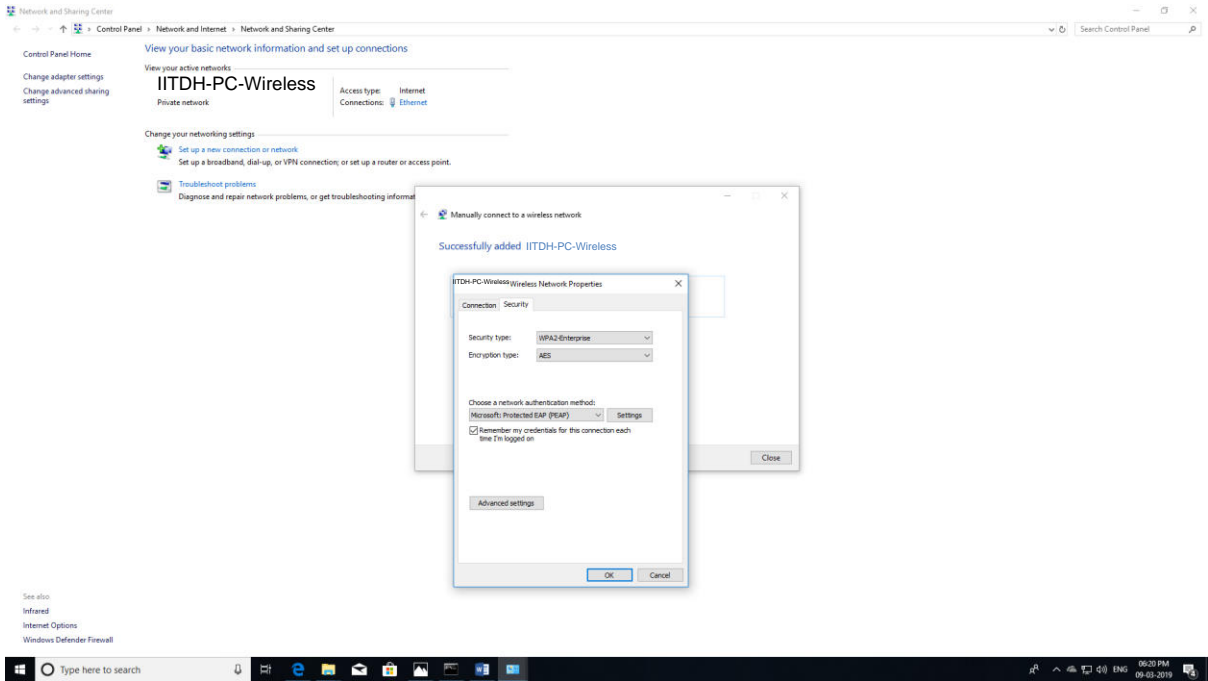 Network and Sharing Center
Control Panel > Network and Internet > Network and Sharing Center
Search Control Panel
Control Panel Home
Change adapter settings
Change advanced sharing
settings
View your basic network information and set up connections
View your active networks
IITDH-PC-Wireless
Private network
Access type: Internet
Connections: Ethernet
Change your networking settings
Set up a new connection or network
Set up a broadband, dial-up, or VPN connection; or set up a router or access point.
Troubleshoot problems
Diagnose and repair network problems, or get troubleshooting informat
Manually connect to a wireless network
Successfully added IITDH-PC-Wireless
IITDH-PC-Wireless Wireless Network Properties
Connection Security
Security type: WPA2-Enterprise
Encryption type: AES
Choose a network authentication method:
Microsoft: Protected EAP (PEAP) Settings
Remember my credentials for this connection each
time I'm logged on
Advanced settings
OK Cancel
Close
See also
Infrared
Internet Options
Windows Defender Firewall
Type here to search
ENG
06:20 PM
09-03-2019